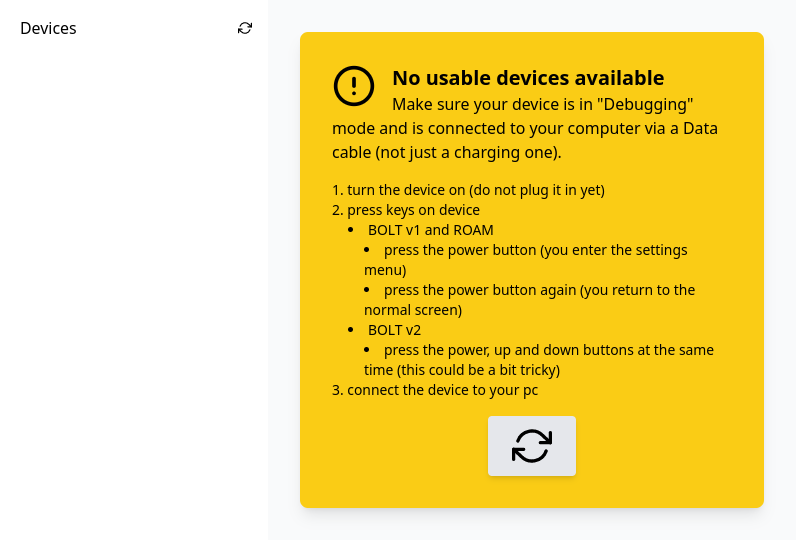 Devices
No usable devices available
Make sure your device is in "Debugging"
mode and is connected to your computer via a Data
cable (not just a charging one).
1. turn the device on (do not plug it in yet)
2. press keys on device
• BOLT v1 and ROAM
• press the power button (you enter the settings
menu)
• press the power button again (you return to the
normal screen)
• BOLT v2
• press the power, up and down buttons at the same
time (this could be a bit tricky)
3. connect the device to your pc